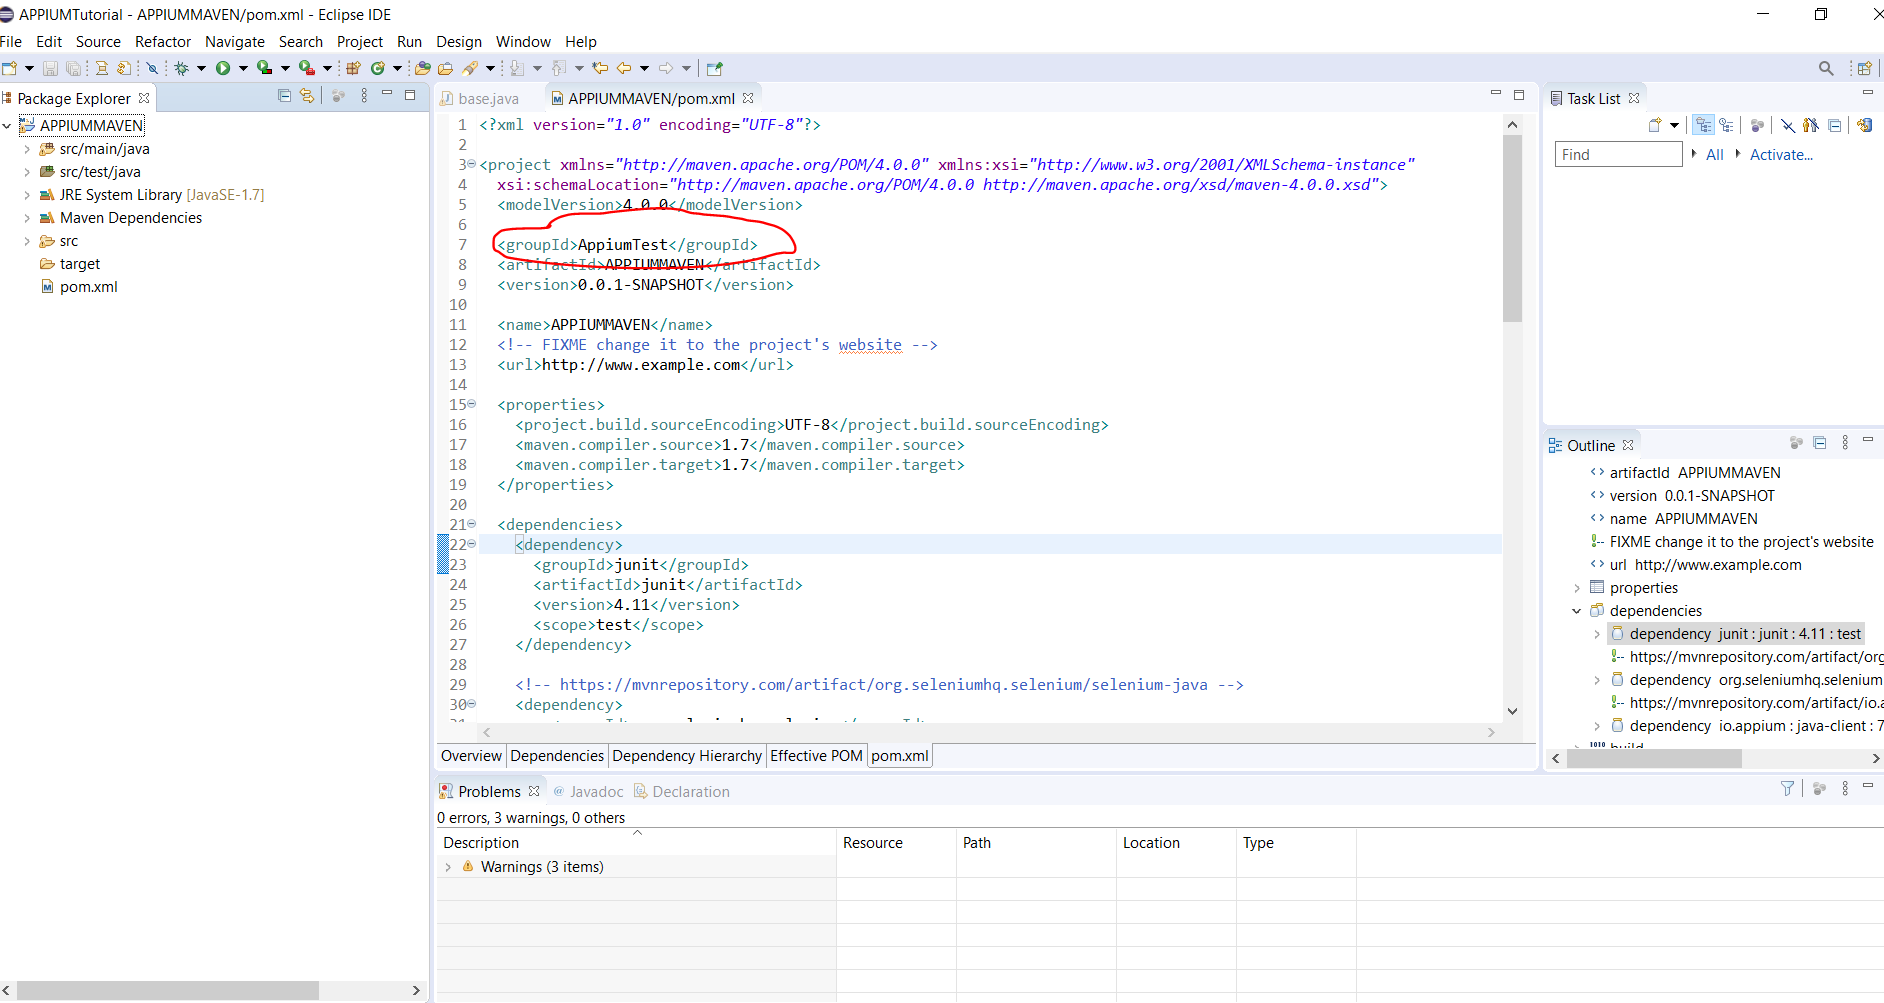 APPIUMTutorial - APPIUMMAVEN/pom.xml - Eclipse IDE
File Edit Source Refactor Navigate Search Project Run Design Window Help
Package Explorer
APPIUMMAVEN
src/main/java
src/test/java
JRE System Library [JavaSE-1.7]
Maven Dependencies
src
target
pom.xml
base.java APPIUMMAVEN/pom.xml
1 <?xml version="1.0" encoding="UTF-8"?>
2
3 <project xmlns="http://maven.apache.org/POM/4.0.0" xmlns:xsi="http://www.w3.org/2001/XMLSchema-instance"
4 xsi:schemaLocation="http://maven.apache.org/POM/4.0.0 http://maven.apache.org/xsd/maven-4.0.0.xsd">
5 <modelVersion>4.0.0</modelVersion>
6
7 <groupId>AppiumTest</groupId>
8 <artifactId>APPIUMMAVEN</artifactId>
9 <version>0.0.1-SNAPSHOT</version>
10
11 <name>APPIUMMAVEN</name>
12 <!-- FIXME change it to the project's website -->
13 <url>http://www.example.com</url>
14
15 <properties>
16 <project.build.sourceEncoding>UTF-8</project.build.sourceEncoding>
17 <maven.compiler.source>1.7</maven.compiler.source>
18 <maven.compiler.target>1.7</maven.compiler.target>
19 </properties>
20
21 <dependencies>
22 <dependency>
23 <groupId>junit</groupId>
24 <artifactId>junit</artifactId>
25 <version>4.11</version>
26 <scope>test</scope>
27 </dependency>
28
29 <!-- https://mvnrepository.com/artifact/org.seleniumhq.selenium/selenium-java -->
30 <dependency>
Overview Dependencies Dependency Hierarchy Effective POM pom.xml
Task List
Find All Activate...
Outline
artifactId APPIUMMAVEN
version 0.0.1-SNAPSHOT
name APPIUMMAVEN
FIXME change it to the project's website
url http://www.example.com
properties
dependencies
dependency junit : junit : 4.11 : test
https://mvnrepository.com/artifact/org
dependency org.seleniumhq.selenium
https://mvnrepository.com/artifact/io.a
dependency io.appium : java-client : 7
build
Problems @ Javadoc Declaration
0 errors, 3 warnings, 0 others
Description Resource Path Location Type
Warnings (3 items)